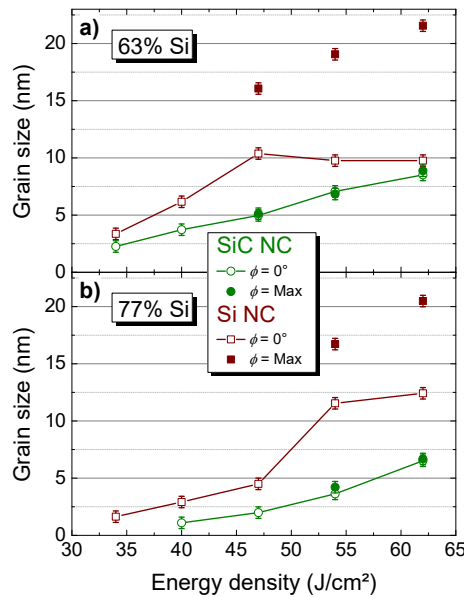 a)
63% Si
Grain size (nm)
20
15
10
5
0
SiC NC
ϕ = 0°
ϕ = Max
Si NC
ϕ = 0°
ϕ = Max
b)
77% Si
Grain size (nm)
20
15
10
5
0
30 35 40 45 50 55 60 65
Energy density (J/cm²)